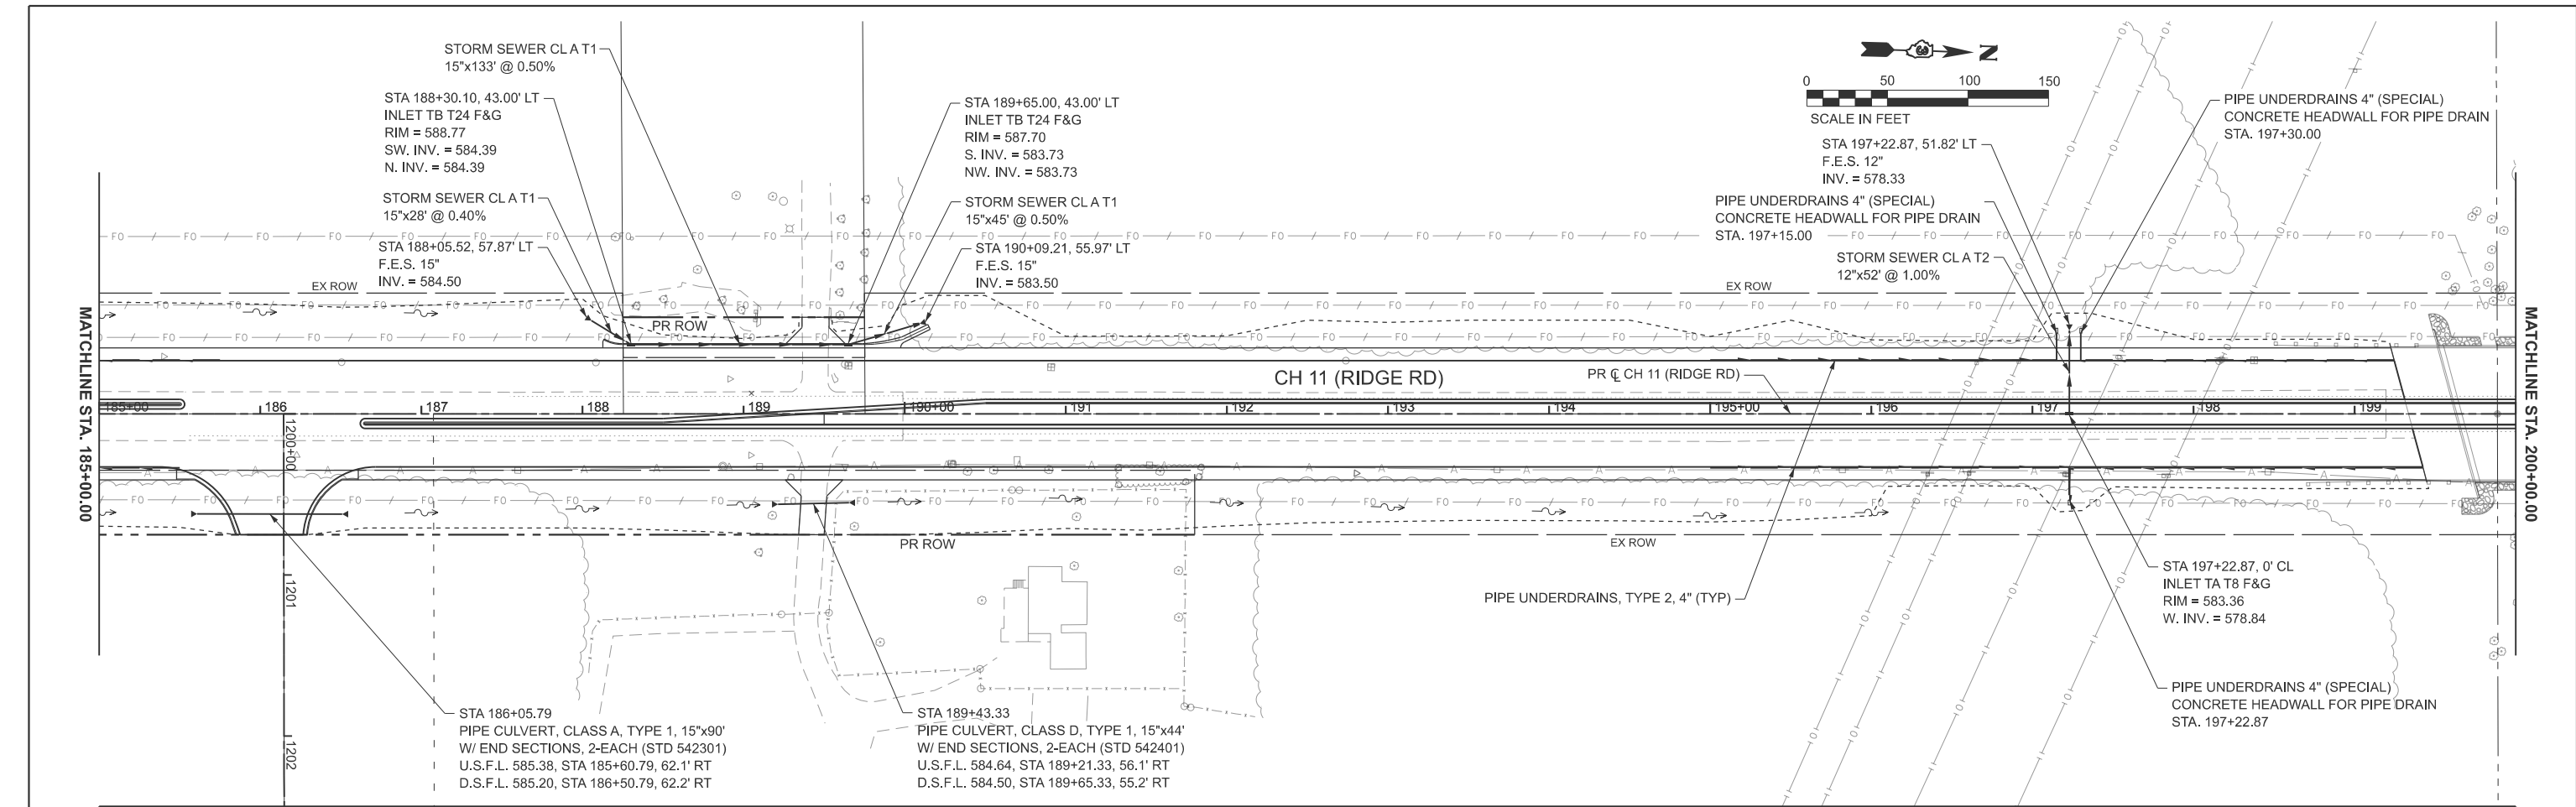 STORM SEWER CL A T1
15"x133' @ 0.50%
STA 188+30.10, 43.00' LT
INLET TB T24 F&G
RIM = 588.77
SW. INV. = 584.39
N. INV. = 584.39
STORM SEWER CL A T1
15"x28' @ 0.40%
STA 188+05.52, 57.87' LT
F.E.S. 15"
INV. = 584.50
STA 189+65.00, 43.00' LT
INLET TB T24 F&G
RIM = 587.70
S. INV. = 583.73
NW. INV. = 583.73
STORM SEWER CL A T1
15"x45' @ 0.50%
STA 190+09.21, 55.97' LT
F.E.S. 15"
INV. = 583.50
N
0 50 100 150
SCALE IN FEET
STA 197+22.87, 51.82' LT
F.E.S. 12"
INV. = 578.33
PIPE UNDERDRAINS 4" (SPECIAL)
CONCRETE HEADWALL FOR PIPE DRAIN
STA. 197+15.00
STORM SEWER CL A T2
12"x52' @ 1.00%
PIPE UNDERDRAINS 4" (SPECIAL)
CONCRETE HEADWALL FOR PIPE DRAIN
STA. 197+30.00
EX ROW
EX ROW
PR ROW
MATCHLINE STA. 185+00.00
MATCHLINE STA. 200+00.00
CH 11 (RIDGE RD)
PR ℄ CH 11 (RIDGE RD)
185+00 186 187 188 189 190+00 191 192 193 194 195+00 196 197 198 199
1200+00
1201
1202
PR ROW
EX ROW
PIPE UNDERDRAINS, TYPE 2, 4" (TYP)
STA 197+22.87, 0' CL
INLET TA T8 F&G
RIM = 583.36
W. INV. = 578.84
PIPE UNDERDRAINS 4" (SPECIAL)
CONCRETE HEADWALL FOR PIPE DRAIN
STA. 197+22.87
STA 186+05.79
PIPE CULVERT, CLASS A, TYPE 1, 15"x90'
W/ END SECTIONS, 2-EACH (STD 542301)
U.S.F.L. 585.38, STA 185+60.79, 62.1' RT
D.S.F.L. 585.20, STA 186+50.79, 62.2' RT
STA 189+43.33
PIPE CULVERT, CLASS D, TYPE 1, 15"x44'
W/ END SECTIONS, 2-EACH (STD 542401)
U.S.F.L. 584.64, STA 189+21.33, 56.1' RT
D.S.F.L. 584.50, STA 189+65.33, 55.2' RT